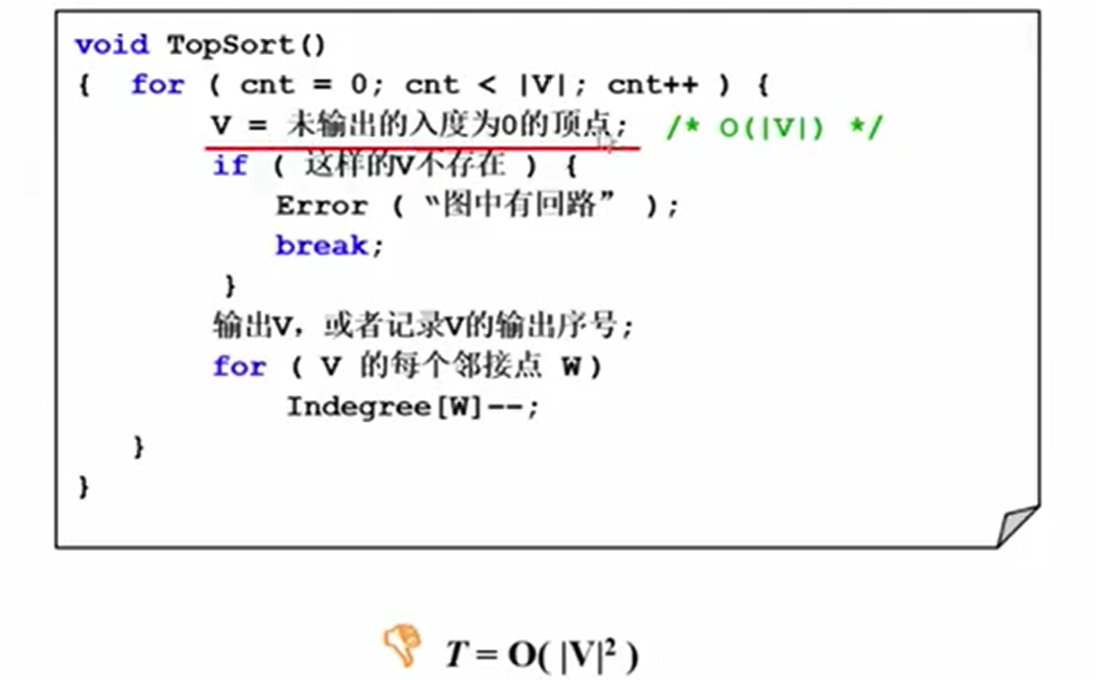 void TopSort()
{ for ( cnt = 0; cnt < |V|; cnt++ ) {
V = 未输出的入度为0的顶点; /* O(|V|) */
if ( 这样的V不存在 ) {
Error ( “图中有回路” );
break;
}
输出V，或者记录V的输出序号;
for ( V 的每个邻接点 W )
Indegree[W]--;
}
}
T = O( |V|² )